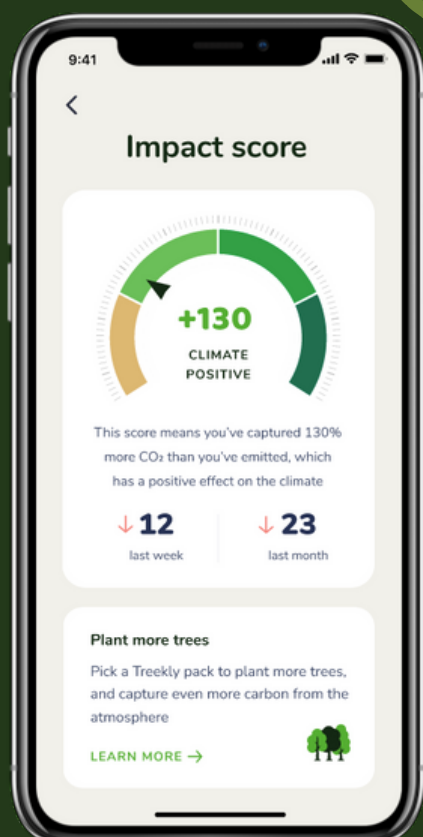 9:41
Impact score
+130
CLIMATE
POSITIVE
This score means you've captured 130%
more CO₂ than you've emitted, which
has a positive effect on the climate
↓ 12
last week
↓ 23
last month
Plant more trees
Pick a Treekly pack to plant more trees,
and capture even more carbon from the
atmosphere
LEARN MORE →